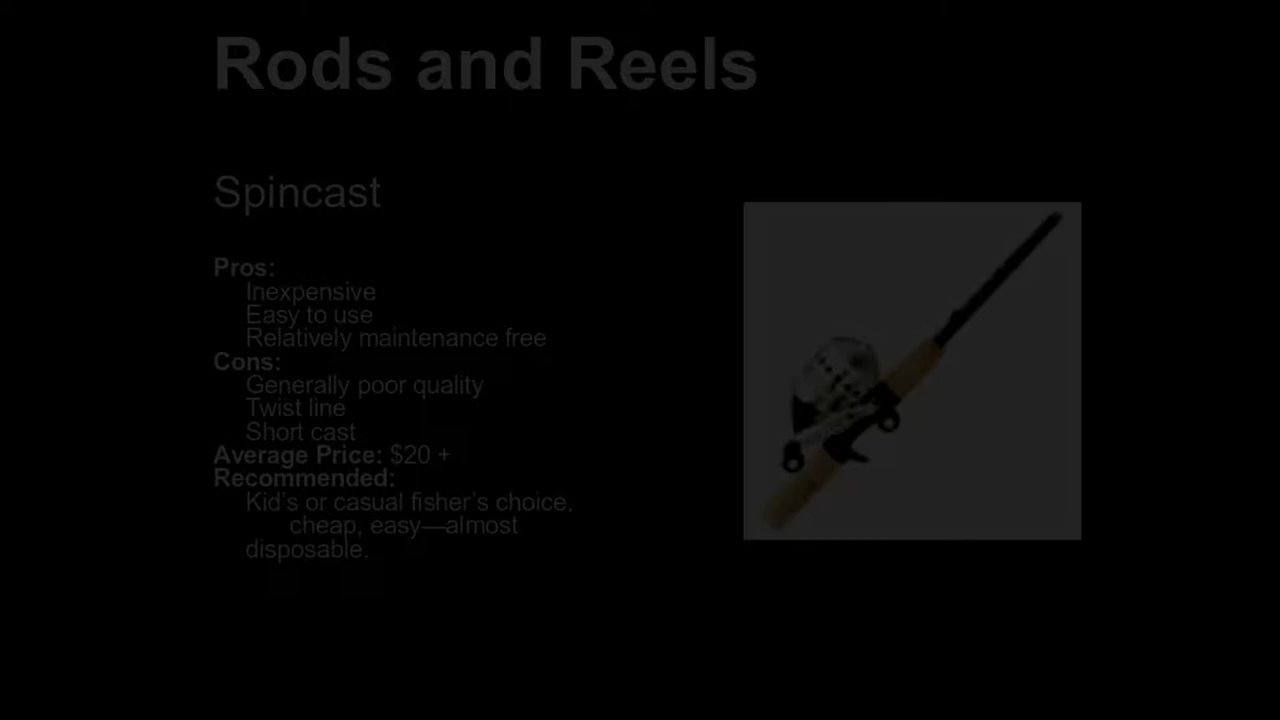 Rods and Reels
Spincast
Pros:
Inexpensive
Easy to use
Relatively maintenance free
Cons:
Generally poor quality
Twist line
Short cast
Average Price: $20 +
Recommended:
Kid’s or casual fisher’s choice,
cheap, easy—almost
disposable.